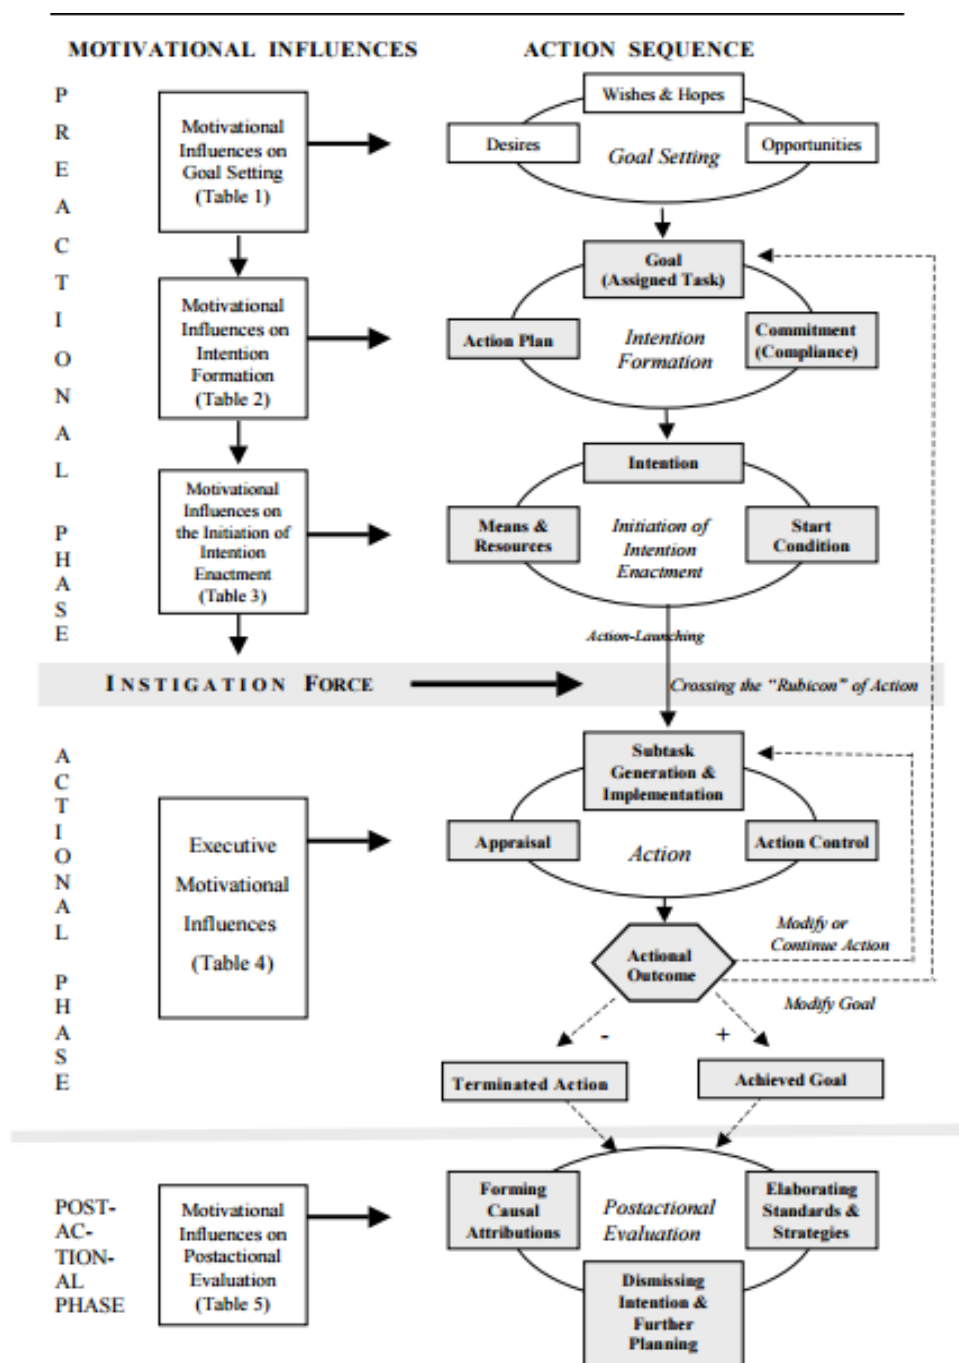 MOTIVATIONAL INFLUENCES
ACTION SEQUENCE
PREACTIONAL PHASE
Motivational
Influences on
Goal Setting
(Table 1)
Wishes & Hopes
Desires
Opportunities
Goal Setting
Motivational
Influences on
Intention
Formation
(Table 2)
Goal
(Assigned Task)
Action Plan
Commitment
(Compliance)
Intention
Formation
Motivational
Influences on
the Initiation of
Intention
Enactment
(Table 3)
Intention
Means &
Resources
Start
Condition
Initiation of
Intention
Enactment
Action-Launching
INSTIGATION FORCE
Crossing the “Rubicon” of Action
ACTIONAL PHASE
Executive
Motivational
Influences
(Table 4)
Subtask
Generation &
Implementation
Appraisal
Action Control
Action
Actional
Outcome
Modify or
Continue Action
Modify Goal
-
+
Terminated Action
Achieved Goal
POST-
AC-
TION-
AL
PHASE
Motivational
Influences on
Postactional
Evaluation
(Table 5)
Forming
Causal
Attributions
Postactional
Evaluation
Elaborating
Standards &
Strategies
Dismissing
Intention &
Further
Planning